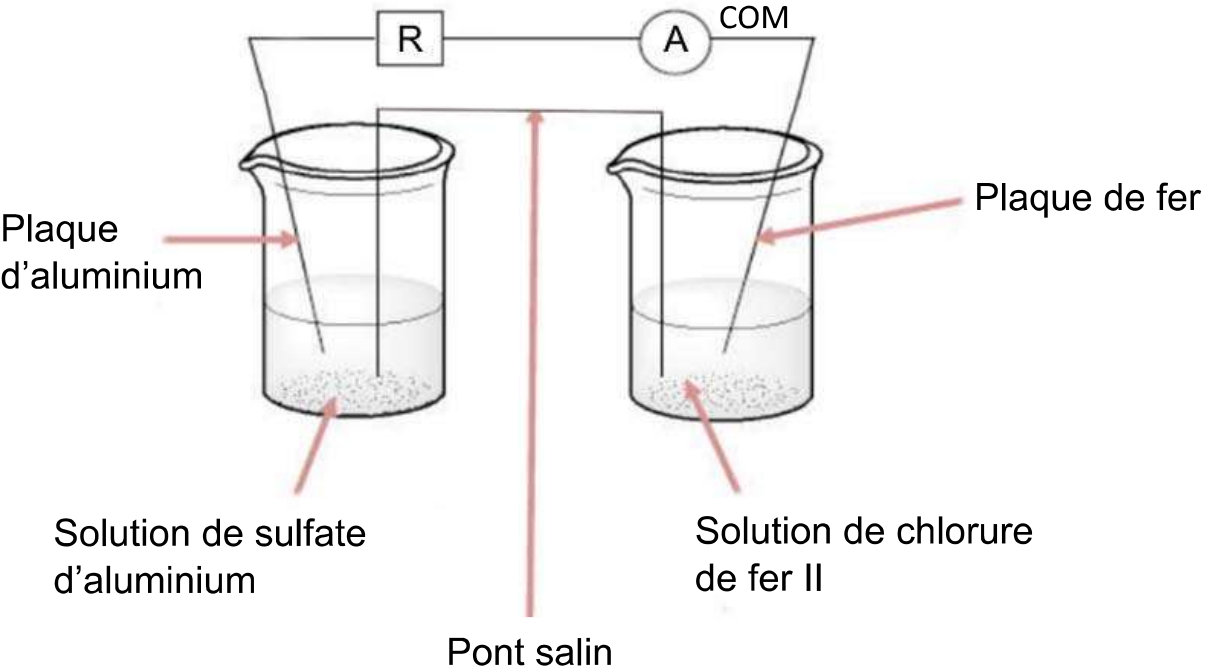 R
A
COM
Plaque de fer
Plaque
d’aluminium
Solution de sulfate
d’aluminium
Solution de chlorure
de fer II
Pont salin